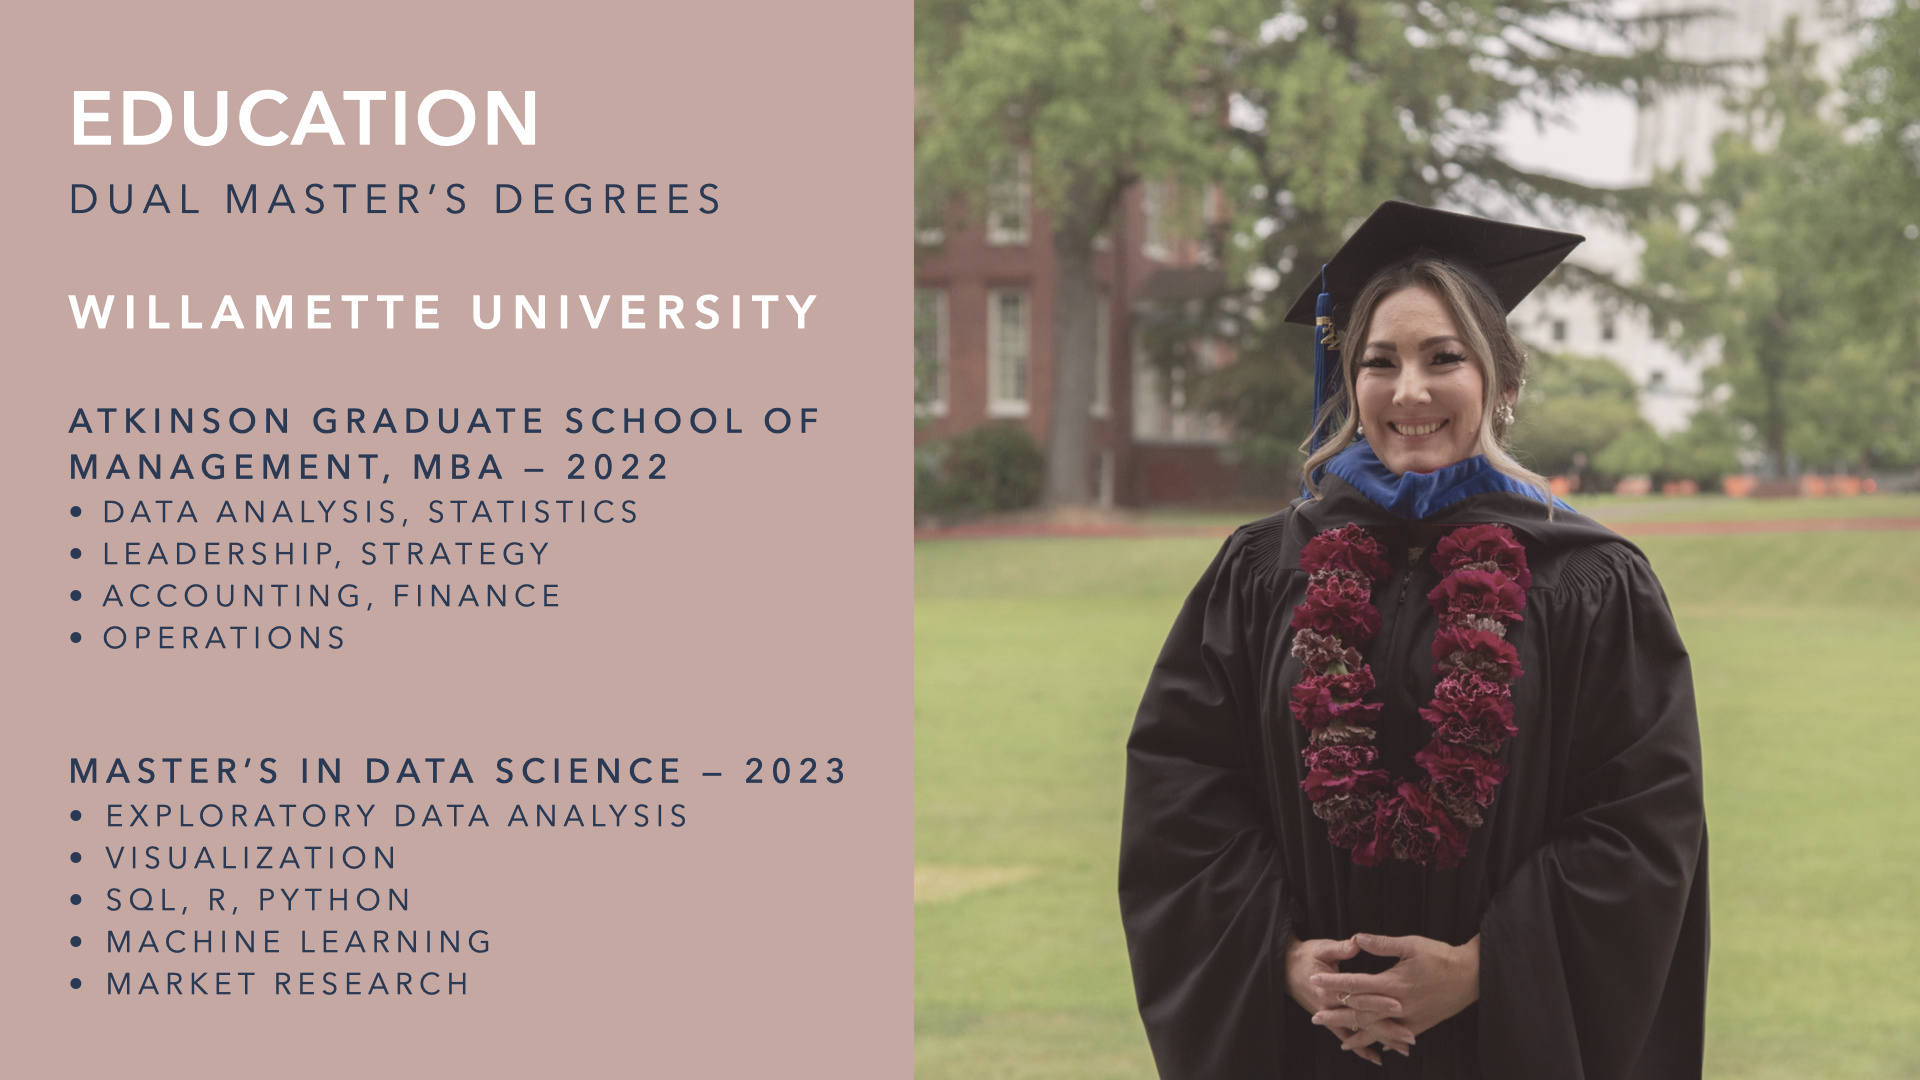 EDUCATION
DUAL MASTER’S DEGREES
WILLAMETTE UNIVERSITY
ATKINSON GRADUATE SCHOOL OF
MANAGEMENT, MBA – 2022
• DATA ANALYSIS, STATISTICS
• LEADERSHIP, STRATEGY
• ACCOUNTING, FINANCE
• OPERATIONS
MASTER’S IN DATA SCIENCE – 2023
• EXPLORATORY DATA ANALYSIS
• VISUALIZATION
• SQL, R, PYTHON
• MACHINE LEARNING
• MARKET RESEARCH